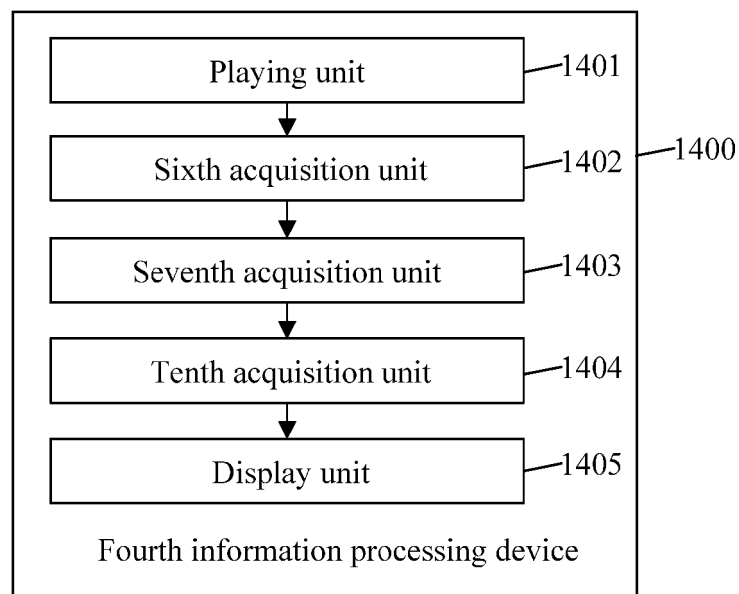 Playing unit
1401
Sixth acquisition unit
1402
1400
Seventh acquisition unit
1403
Tenth acquisition unit
1404
Display unit
1405
Fourth information processing device